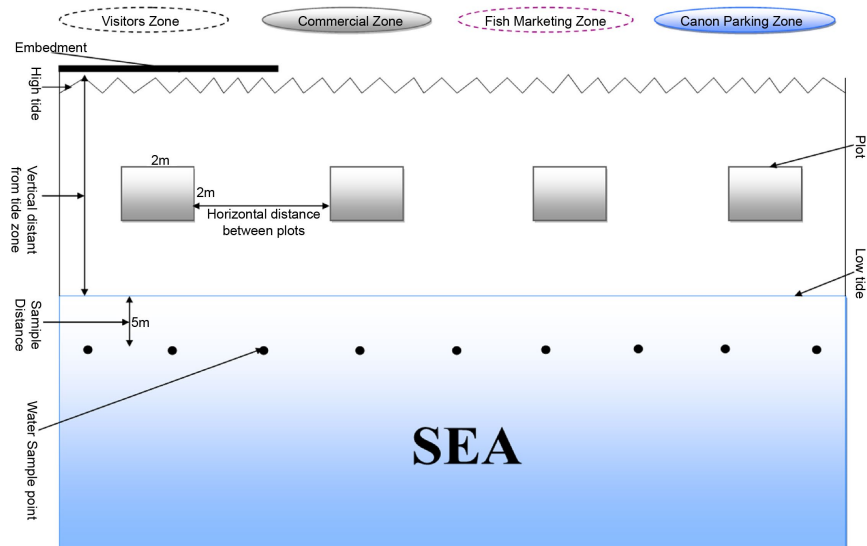 Visitors Zone
Commercial Zone
Fish Marketing Zone
Canon Parking Zone
Embedment
High tide
2m
2m
Plot
Vertical distant
from tide zone
Horizontal distance
between plots
Low tide
Sample
Distance
5m
Water Sample point
SEA